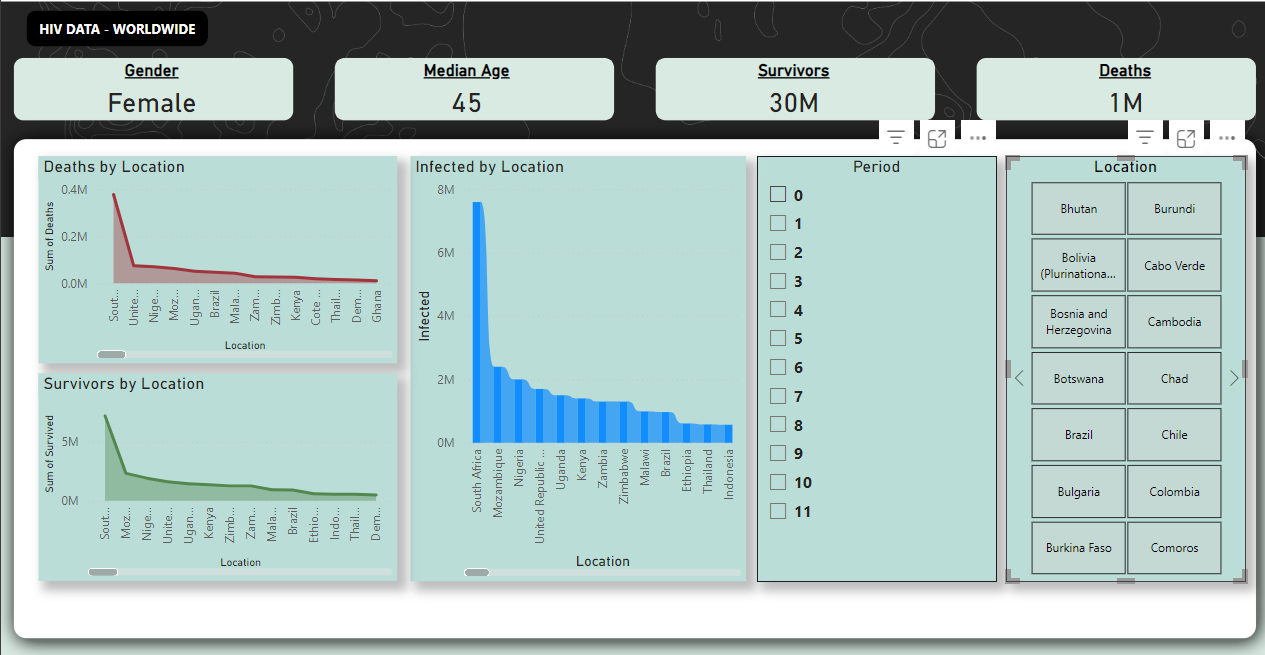 HIV DATA - WORLDWIDE
Gender
Female
Median Age
45
Survivors
30M
Deaths
1M
Deaths by Location
Sum of Deaths
0.4M
0.2M
0.0M
Sout...
Unite...
Nige...
Moz...
Ugan...
Brazil
Mala...
Zam...
Zimb...
Kenya
Cote ...
Thail...
Dem...
Ghana
Location
Survivors by Location
Sum of Survived
5M
0M
Sout...
Moz...
Nige...
Unite...
Ugan...
Kenya
Zimb...
Zam...
Mala...
Brazil
Ethio...
Indo...
Thail...
Dem...
Location
Infected by Location
Infected
8M
6M
4M
2M
0M
South Africa
Mozambique
Nigeria
United Republic ...
Uganda
Kenya
Zambia
Zimbabwe
Malawi
Brazil
Ethiopia
Thailand
Indonesia
Location
Period
0
1
2
3
4
5
6
7
8
9
10
11
Location
Bhutan
Burundi
Bolivia
(Plurinationa...
Cabo Verde
Bosnia and
Herzegovina
Cambodia
Botswana
Chad
Brazil
Chile
Bulgaria
Colombia
Burkina Faso
Comoros